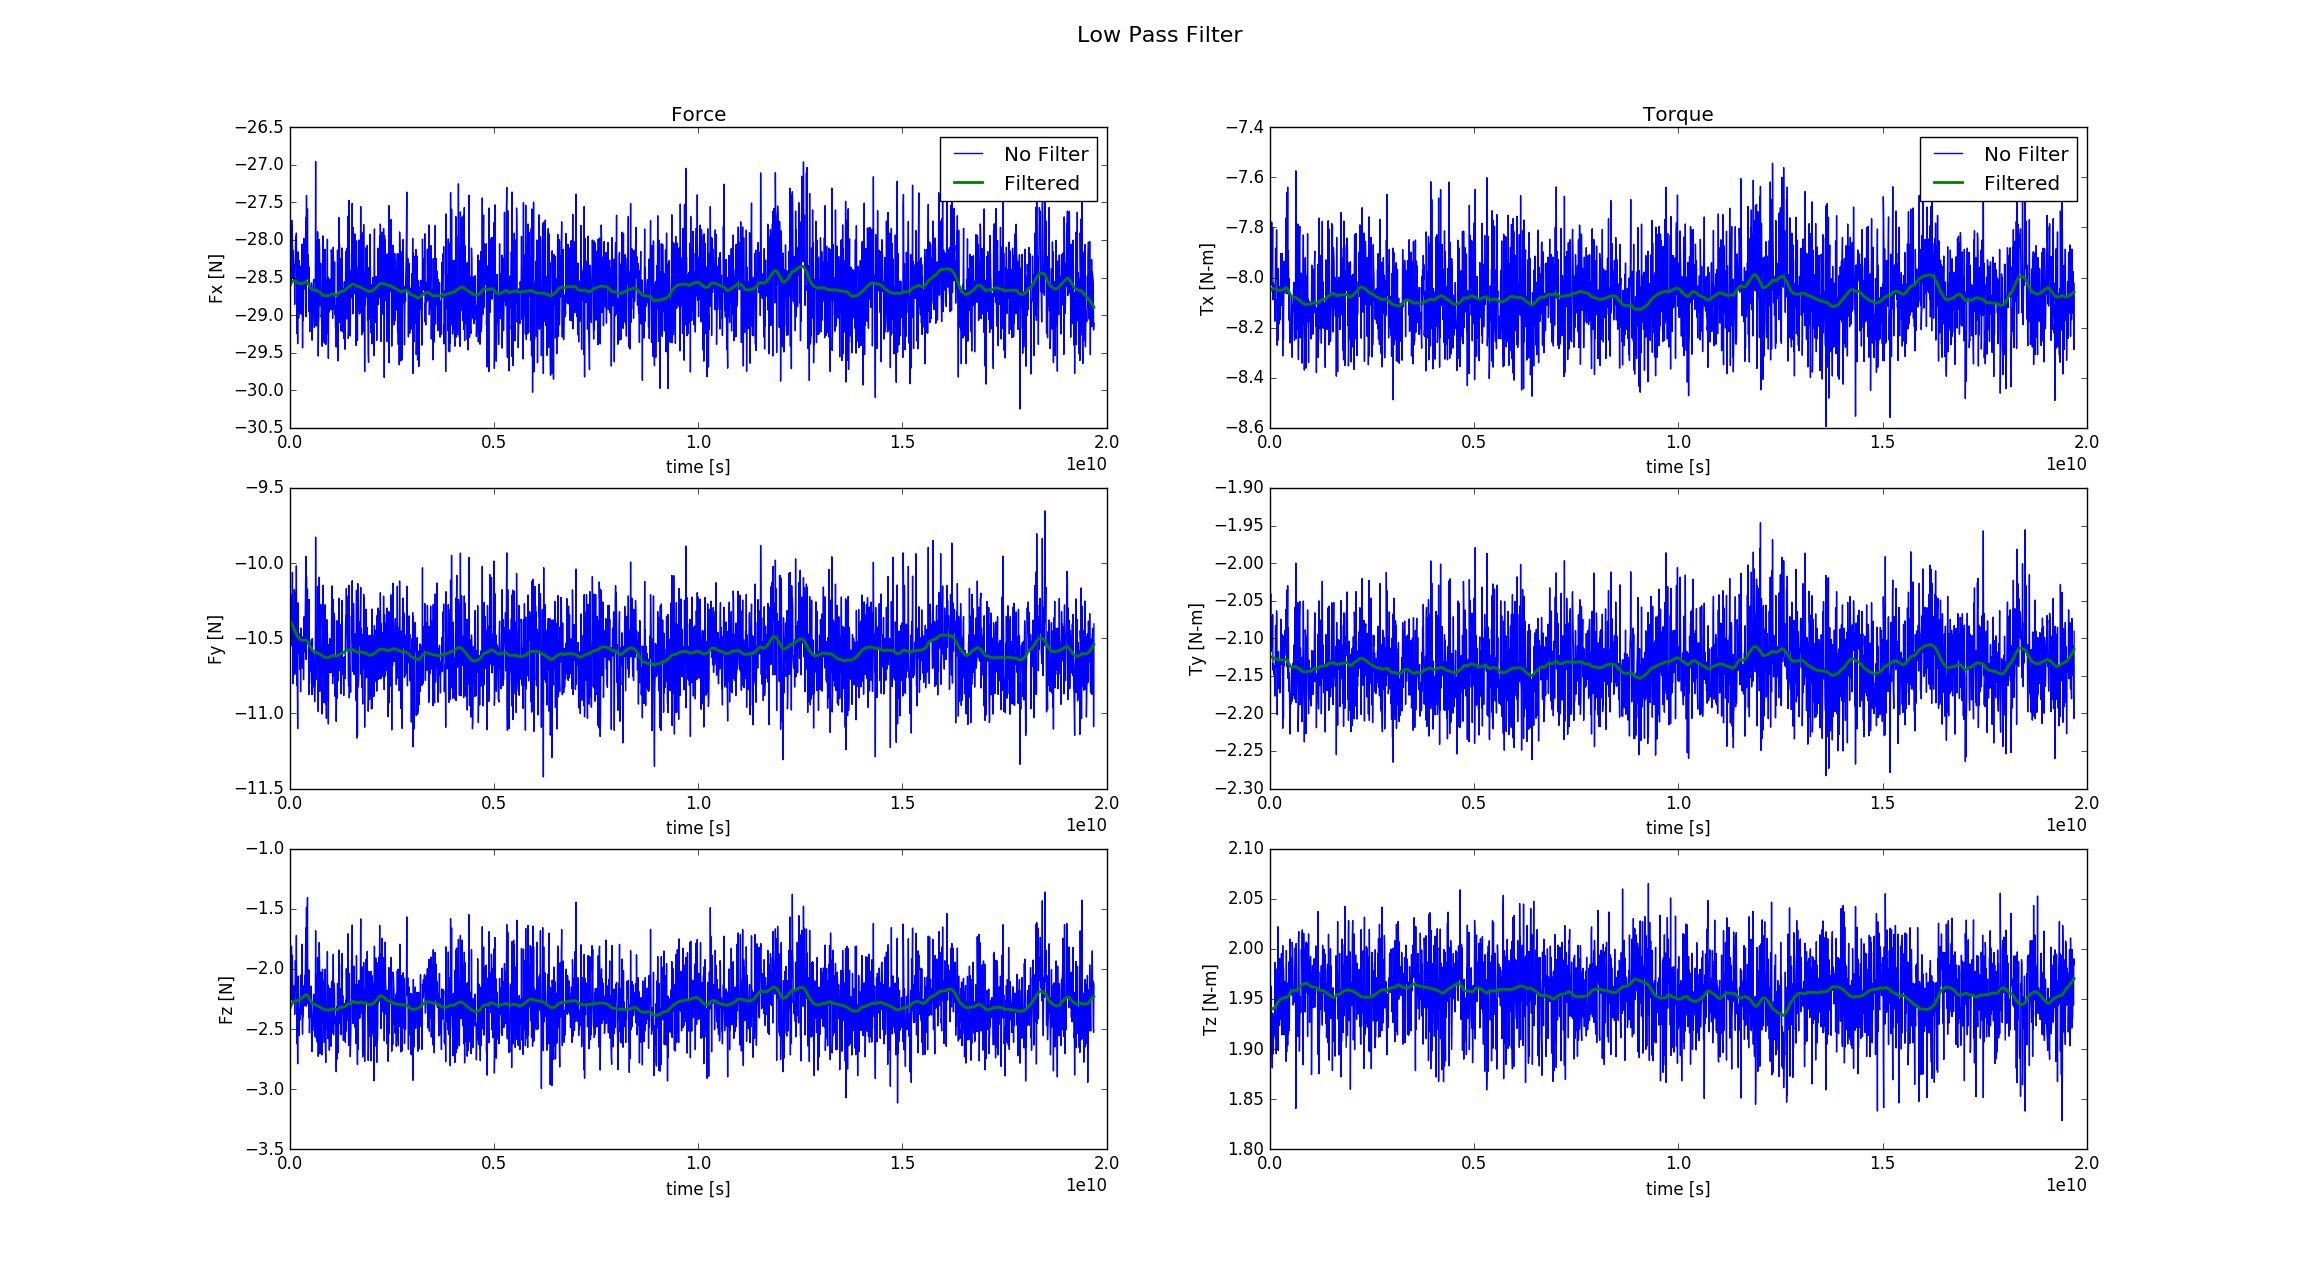 Low Pass Filter
Force
−26.5
−27.0
−27.5
−28.0
−28.5
−29.0
−29.5
−30.0
−30.5
Fx [N]
No Filter
Filtered
0.0 0.5 1.0 1.5 2.0
time [s]
1e10
Torque
−7.4
−7.6
−7.8
−8.0
−8.2
−8.4
−8.6
Tx [N-m]
No Filter
Filtered
0.0 0.5 1.0 1.5 2.0
time [s]
1e10
−9.5
−10.0
−10.5
−11.0
−11.5
Fy [N]
0.0 0.5 1.0 1.5 2.0
time [s]
1e10
−1.90
−1.95
−2.00
−2.05
−2.10
−2.15
−2.20
−2.25
−2.30
Ty [N-m]
0.0 0.5 1.0 1.5 2.0
time [s]
1e10
−1.0
−1.5
−2.0
−2.5
−3.0
−3.5
Fz [N]
0.0 0.5 1.0 1.5 2.0
time [s]
1e10
2.10
2.05
2.00
1.95
1.90
1.85
1.80
Tz [N-m]
0.0 0.5 1.0 1.5 2.0
time [s]
1e10